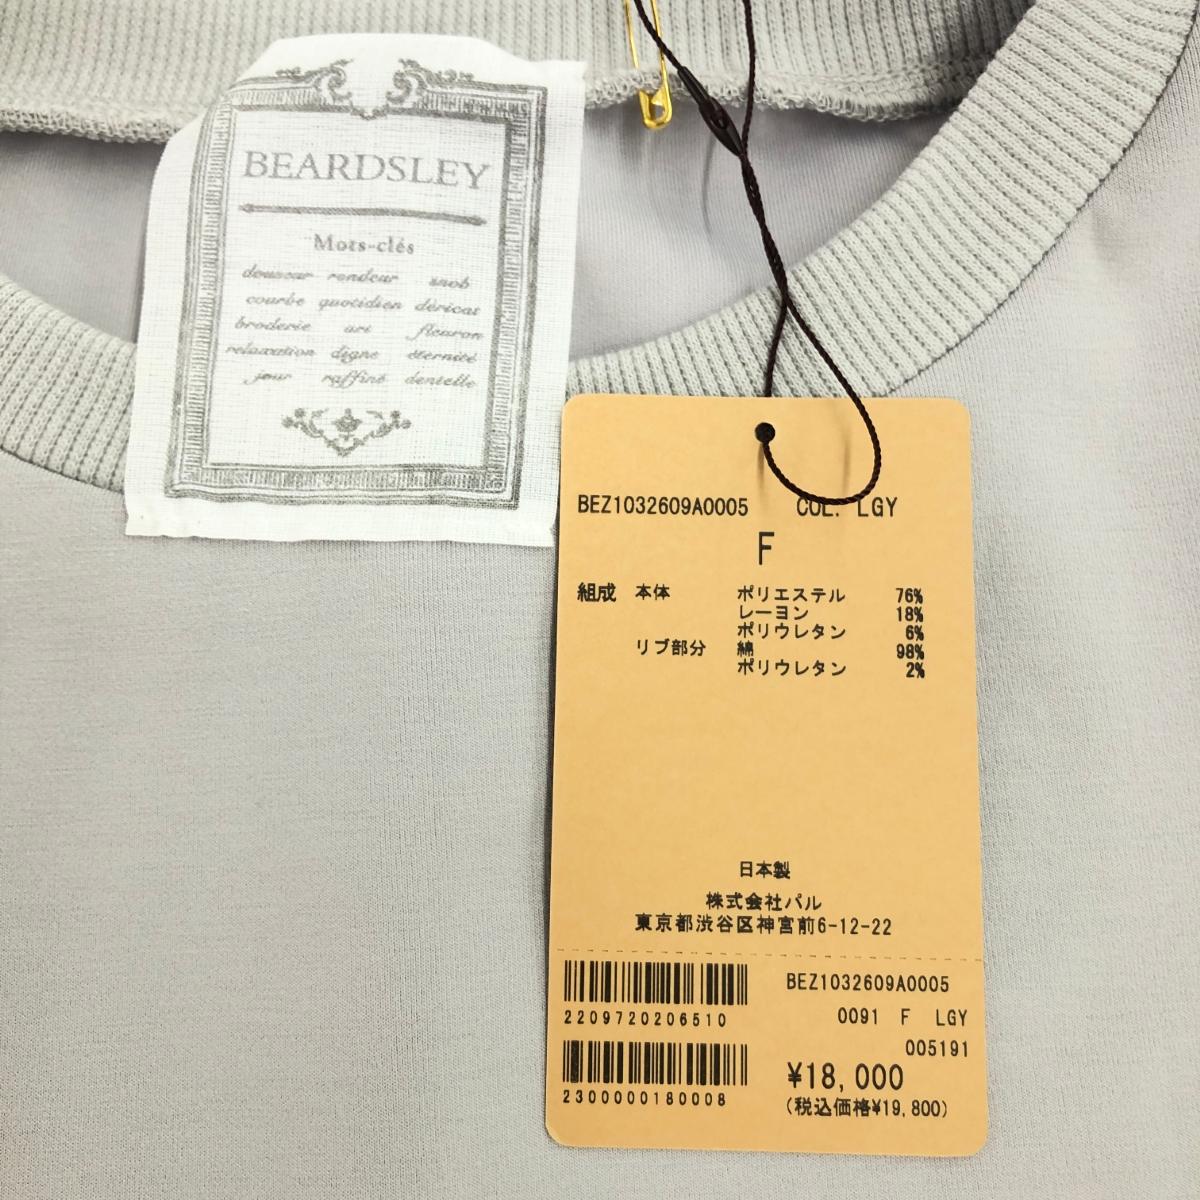 BEARDSLEY
Mots-clés
douceur rondeur snob
courbe quotidien déricat
broderie art fleuron
relaxation digne éternité
jour raffiné dentelle
BEZ1032609A0005 COL. LGY
F
組成 本体 ポリエステル 76%
レーヨン 18%
ポリウレタン 6%
リブ部分 綿 98%
ポリウレタン 2%
日本製
株式会社パル
東京都渋谷区神宮前6-12-22
BEZ1032609A0005
2209720206510
0091 F LGY
005191
¥18,000
2300000180008
(税込価格¥19,800)